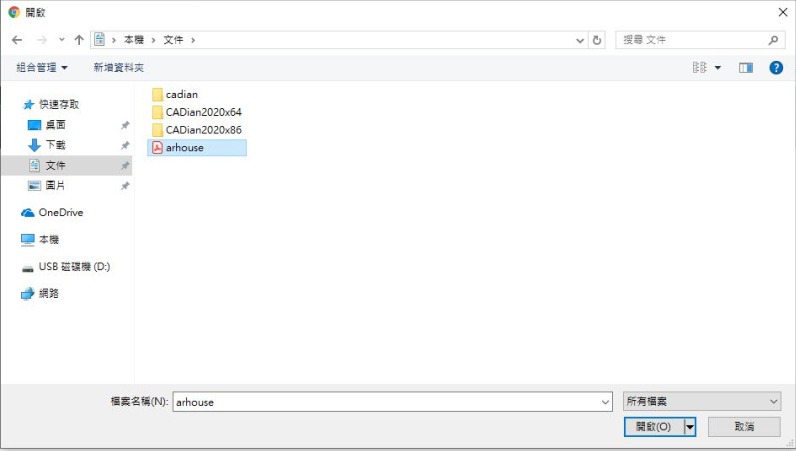 開啟
本機 文件
搜尋 文件
組合管理 新增資料夾
快速存取
桌面
下載
文件
圖片
OneDrive
本機
USB 磁碟機 (D:)
網路
cadian
CADian2020x64
CADian2020x86
arhouse
檔案名稱(N): arhouse
所有檔案
開啟(O) 取消